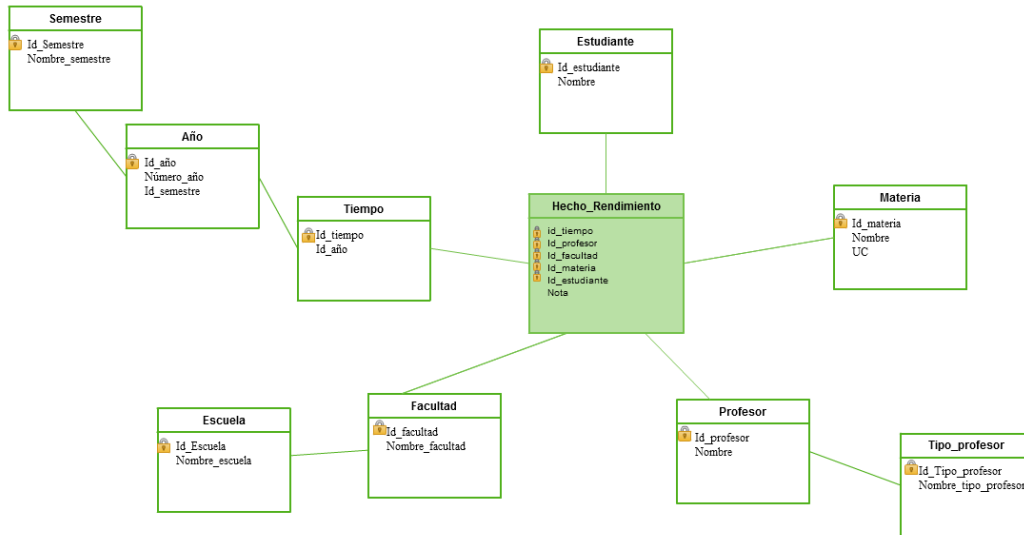 Semestre
Id_Semestre
Nombre_semestre
Estudiante
Id_estudiante
Nombre
Año
Id_año
Número_año
Id_semestre
Tiempo
Id_tiempo
Id_año
Hecho_Rendimiento
id_tiempo
Id_profesor
Id_facultad
Id_materia
Id_estudiante
Nota
Materia
Id_materia
Nombre
UC
Escuela
Id_Escuela
Nombre_escuela
Facultad
Id_facultad
Nombre_facultad
Profesor
Id_profesor
Nombre
Tipo_profesor
Id_Tipo_profesor
Nombre_tipo_profesor